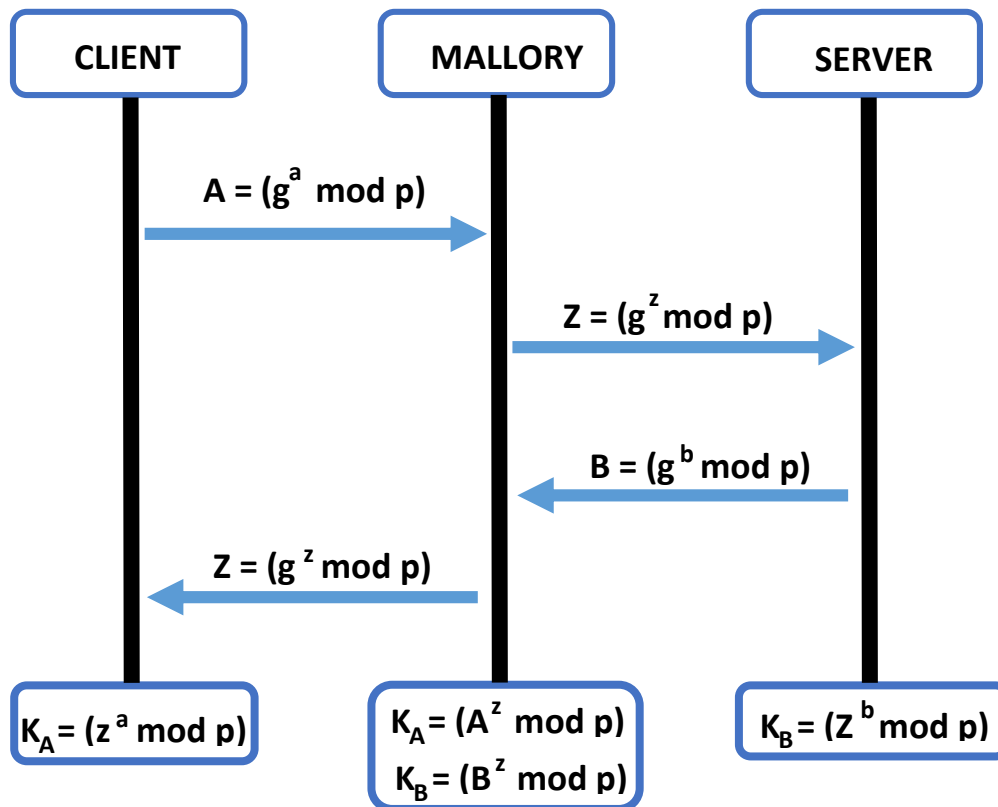 CLIENT
MALLORY
SERVER
A = (g^a mod p)
Z = (g^z mod p)
B = (g^b mod p)
Z = (g^z mod p)
K_A = (z^a mod p)
K_A = (A^z mod p)
K_B = (B^z mod p)
K_B = (Z^b mod p)